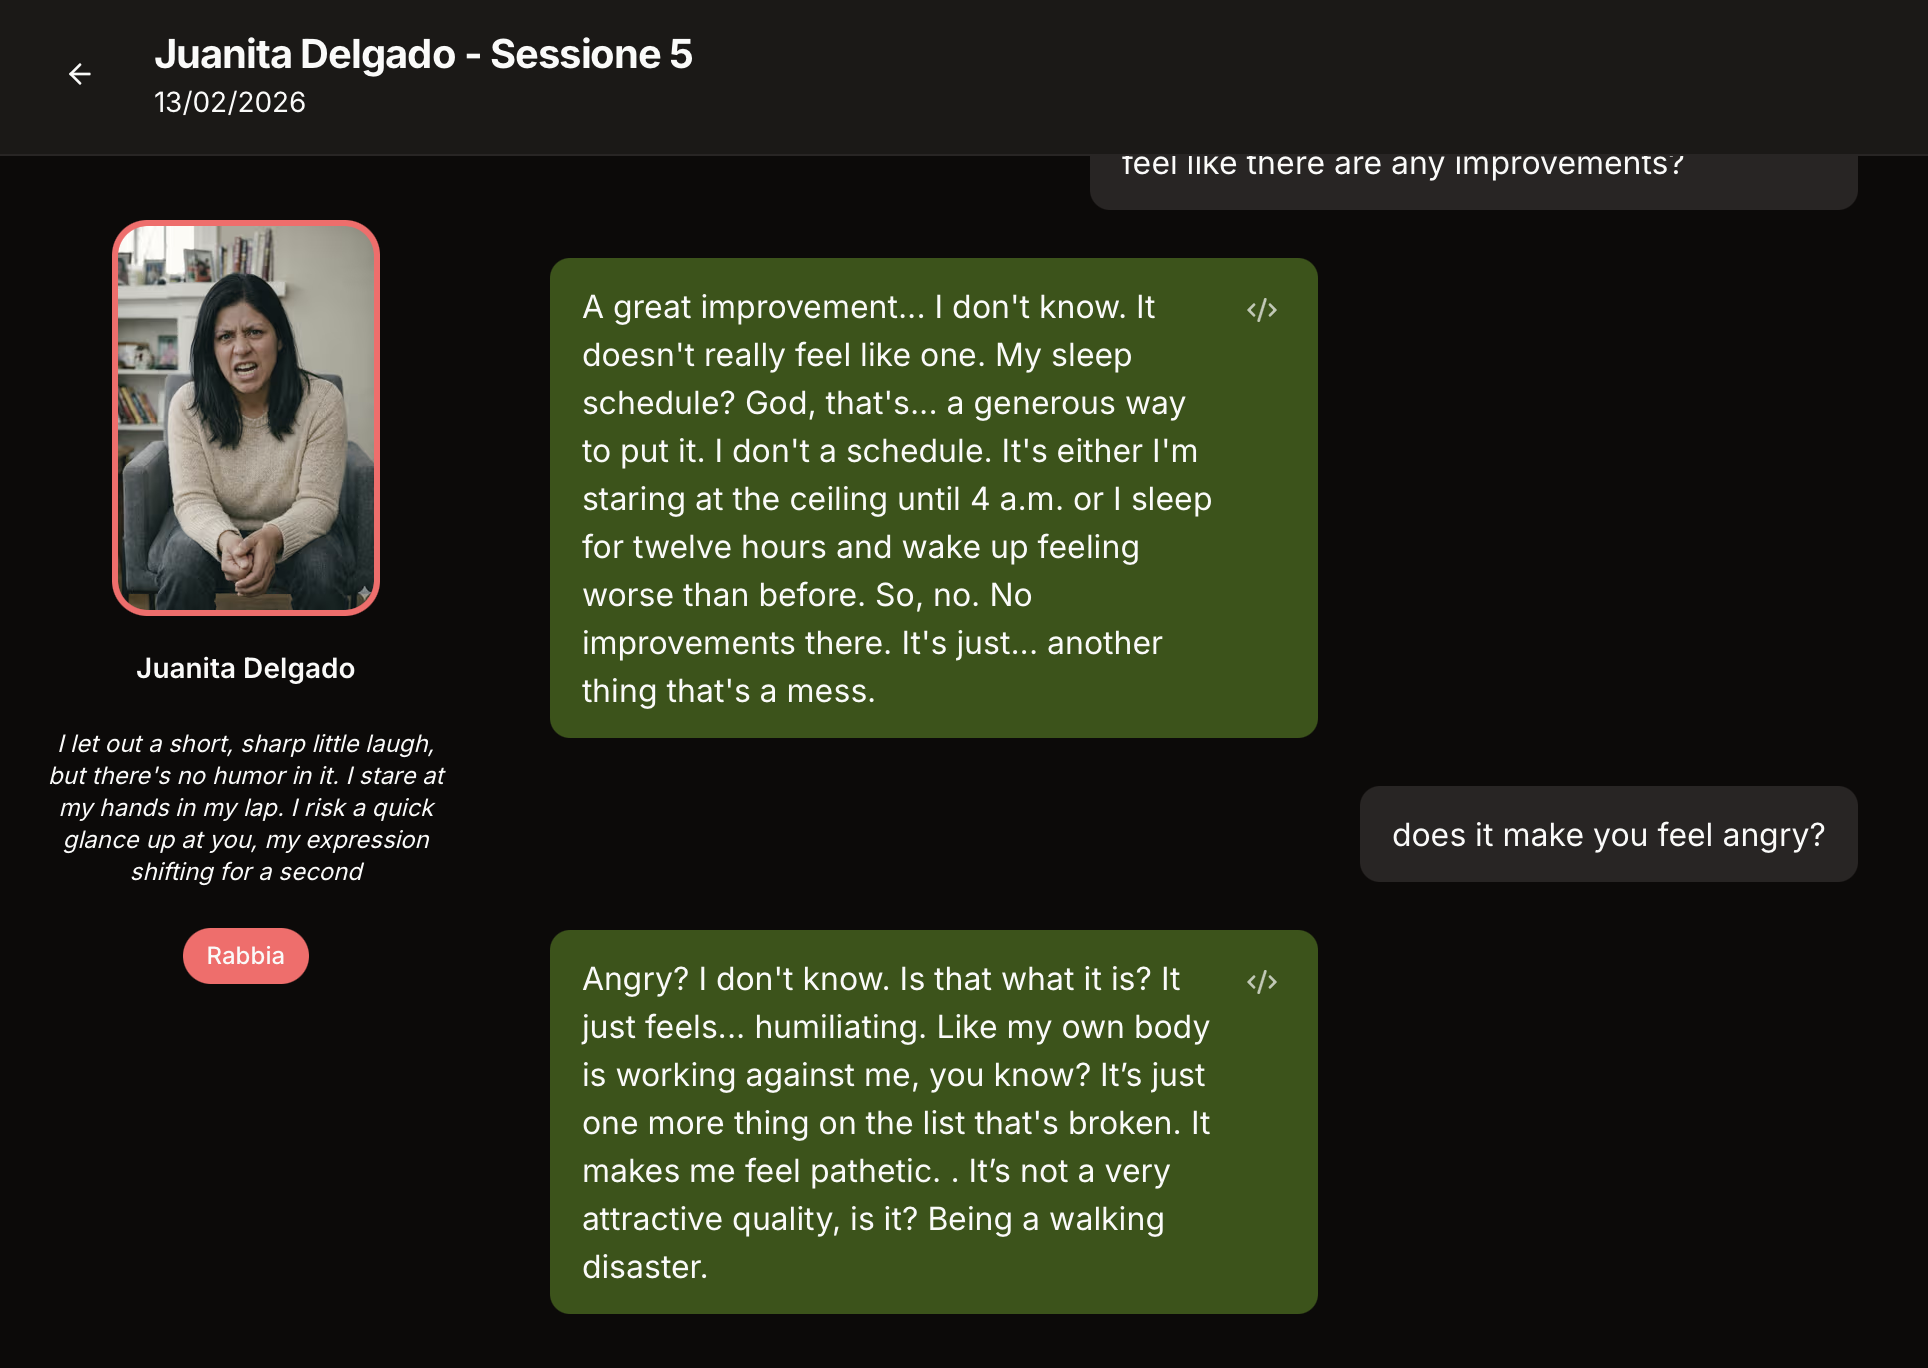 Juanita Delgado - Sessione 5
13/02/2026
feel like there are any improvements?
Juanita Delgado
I let out a short, sharp little laugh,
but there's no humor in it. I stare at
my hands in my lap. I risk a quick
glance up at you, my expression
shifting for a second
Rabbia
A great improvement... I don't know. It
doesn't really feel like one. My sleep
schedule? God, that's... a generous way
to put it. I don't a schedule. It's either I'm
staring at the ceiling until 4 a.m. or I sleep
for twelve hours and wake up feeling
worse than before. So, no. No
improvements there. It's just... another
thing that's a mess.
does it make you feel angry?
Angry? I don't know. Is that what it is? It
just feels... humiliating. Like my own body
is working against me, you know? It’s just
one more thing on the list that's broken. It
makes me feel pathetic. . It’s not a very
attractive quality, is it? Being a walking
disaster.